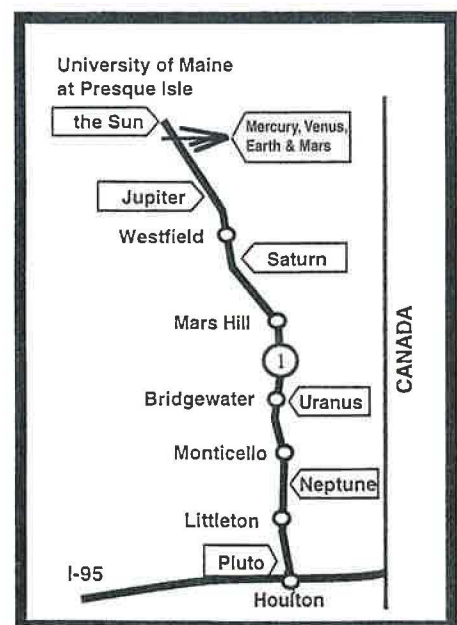 University of Maine
at Presque Isle
the Sun
Mercury, Venus,
Earth & Mars
Jupiter
Westfield
Saturn
Mars Hill
1
CANADA
Bridgewater
Uranus
Monticello
Neptune
Littleton
Pluto
I-95
Houlton